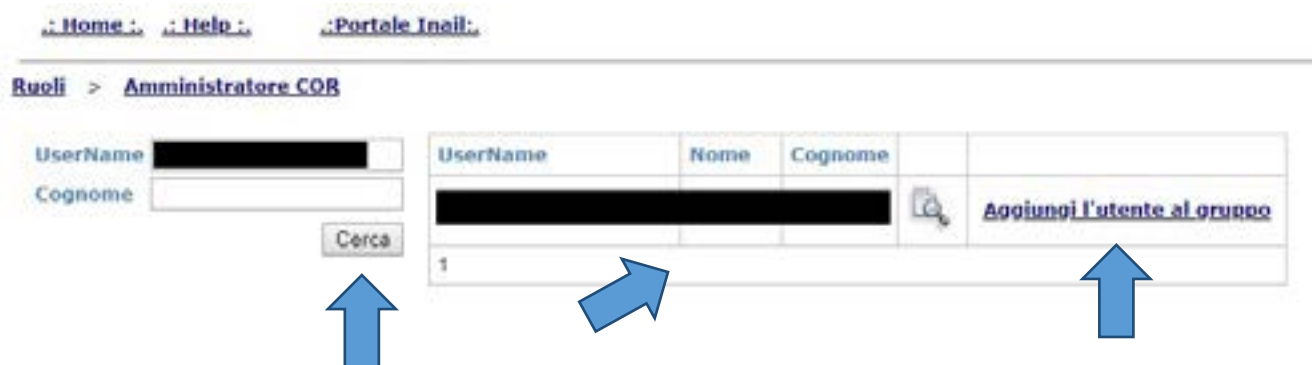 .: Home :. .: Help :. .:Portale Inail:.
Ruoli > Amministratore COR
UserName
Cognome
Cerca
UserName Nome Cognome
Aggiungi l'utente al gruppo
1